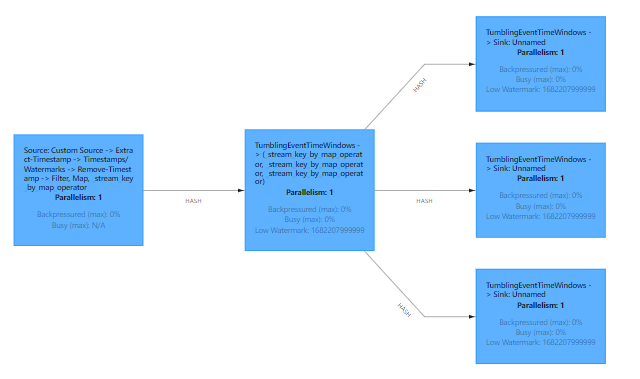 Source: Custom Source -> Extra
ct-Timestamp -> Timestamps/
Watermarks -> Remove-Timest
amp -> Filter, Map, _stream_key
_by_map_operator
Parallelism: 1
Backpressured (max): 0%
Busy (max): N/A
HASH
TumblingEventTimeWindows -
> (_stream_key_by_map_operat
or, _stream_key_by_map_operat
or, _stream_key_by_map_operat
or)
Parallelism: 1
Backpressured (max): 0%
Busy (max): 0%
Low Watermark: 1682207999999
HASH
TumblingEventTimeWindows -
> Sink: Unnamed
Parallelism: 1
Backpressured (max): 0%
Busy (max): 0%
Low Watermark: 1682207999999
HASH
TumblingEventTimeWindows -
> Sink: Unnamed
Parallelism: 1
Backpressured (max): 0%
Busy (max): 0%
Low Watermark: 1682207999999
HASH
TumblingEventTimeWindows -
> Sink: Unnamed
Parallelism: 1
Backpressured (max): 0%
Busy (max): 0%
Low Watermark: 1682207999999